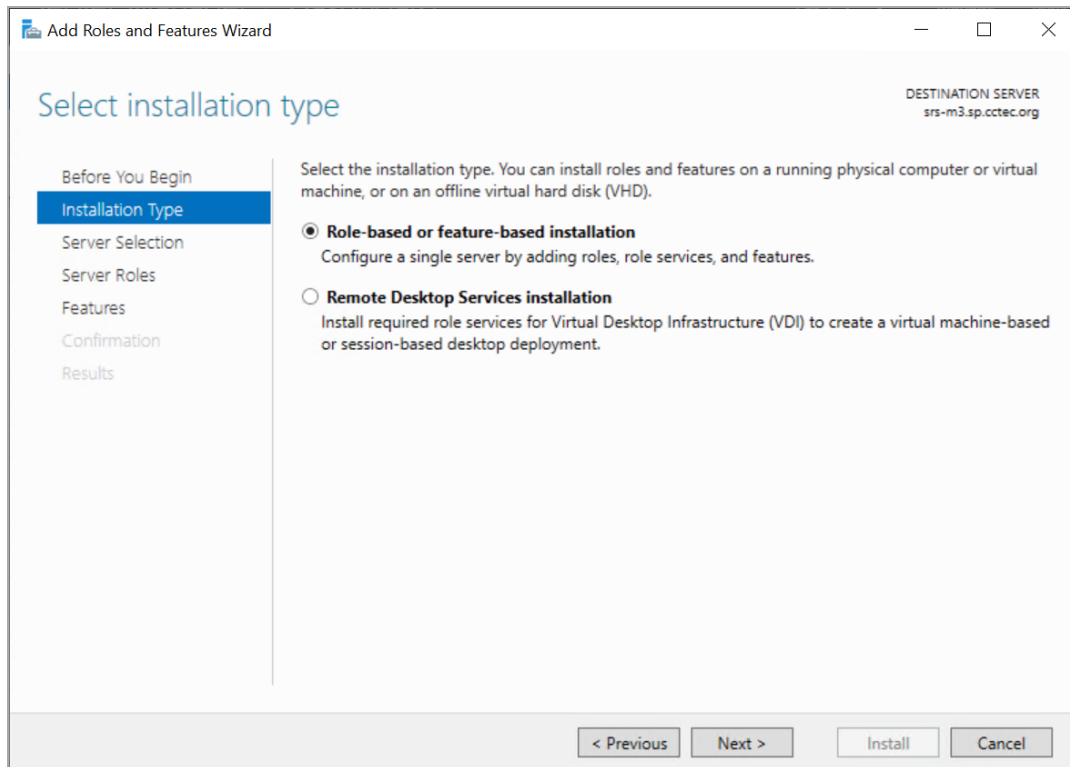 Add Roles and Features Wizard
Select installation type
DESTINATION SERVER
srs-m3.sp.cctec.org
Before You Begin
Installation Type
Server Selection
Server Roles
Features
Confirmation
Results
Select the installation type. You can install roles and features on a running physical computer or virtual
machine, or on an offline virtual hard disk (VHD).
Role-based or feature-based installation
Configure a single server by adding roles, role services, and features.
Remote Desktop Services installation
Install required role services for Virtual Desktop Infrastructure (VDI) to create a virtual machine-based
or session-based desktop deployment.
< Previous
Next >
Install
Cancel